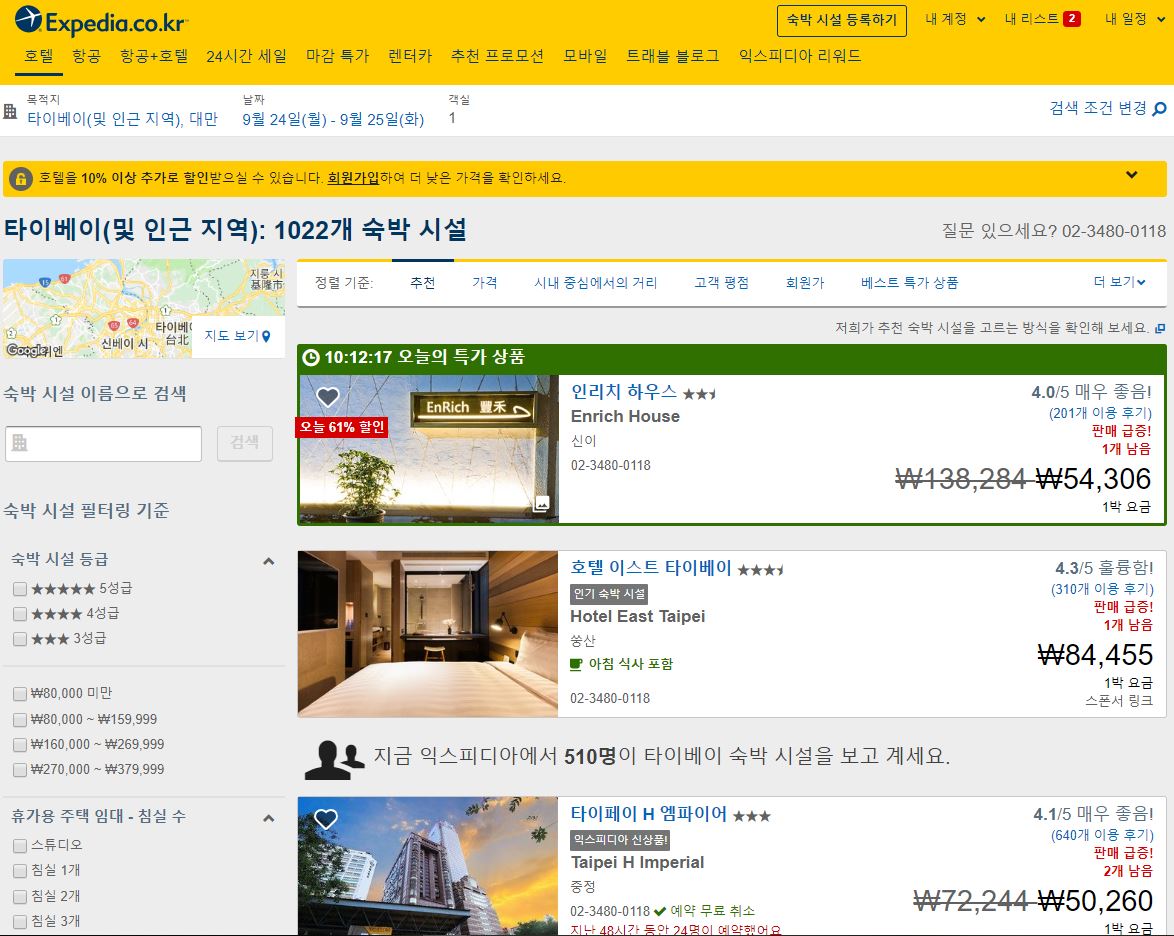 Expedia.co.kr
숙박 시설 등록하기
내 계정
내 리스트 2
내 일정
호텔 항공 항공+호텔 24시간 세일 마감 특가 렌터카 추천 프로모션 모바일 트래블 블로그 익스피디아 리워드
목적지
타이베이(및 인근 지역), 대만
날짜
9월 24일(월) - 9월 25일(화)
객실
1
검색 조건 변경
호텔을 10% 이상 추가로 할인받으실 수 있습니다. 회원가입하여 더 낮은 가격을 확인하세요.
타이베이(및 인근 지역): 1022개 숙박 시설
질문 있으세요? 02-3480-0118
지룽 시
基隆市
타이베이
台北
신베이 시
위엔
15
61
1
65
64
1
2
Google
지도 보기
숙박 시설 이름으로 검색
검색
숙박 시설 필터링 기준
숙박 시설 등급
★★★★★ 5성급
★★★★ 4성급
★★★ 3성급
₩80,000 미만
₩80,000 ~ ₩159,999
₩160,000 ~ ₩269,999
₩270,000 ~ ₩379,999
휴가용 주택 임대 - 침실 수
스튜디오
침실 1개
침실 2개
침실 3개
정렬 기준: 추천 가격 시내 중심에서의 거리 고객 평점 회원가 베스트 특가 상품 더 보기
저희가 추천 숙박 시설을 고르는 방식을 확인해 보세요.
10:12:17 오늘의 특가 상품
오늘 61% 할인
EnRich 豐禾
인리치 하우스
Enrich House
신이
02-3480-0118
4.0/5 매우 좋음!
(201개 이용 후기)
판매 급증!
1개 남음
₩138,284 ₩54,306
1박 요금
호텔 이스트 타이베이
인기 숙박 시설
Hotel East Taipei
쑹산
아침 식사 포함
02-3480-0118
4.3/5 훌륭함!
(310개 이용 후기)
판매 급증!
1개 남음
₩84,455
1박 요금
스폰서 링크
지금 익스피디아에서 510명이 타이베이 숙박 시설을 보고 계세요.
타이페이 H 엠파이어
익스피디아 신상품!
Taipei H Imperial
중정
02-3480-0118 예약 무료 취소
지난 48시간 동안 24명이 예약했어요
4.1/5 매우 좋음!
(640개 이용 후기)
판매 급증!
2개 남음
₩72,244 ₩50,260
1박 요금